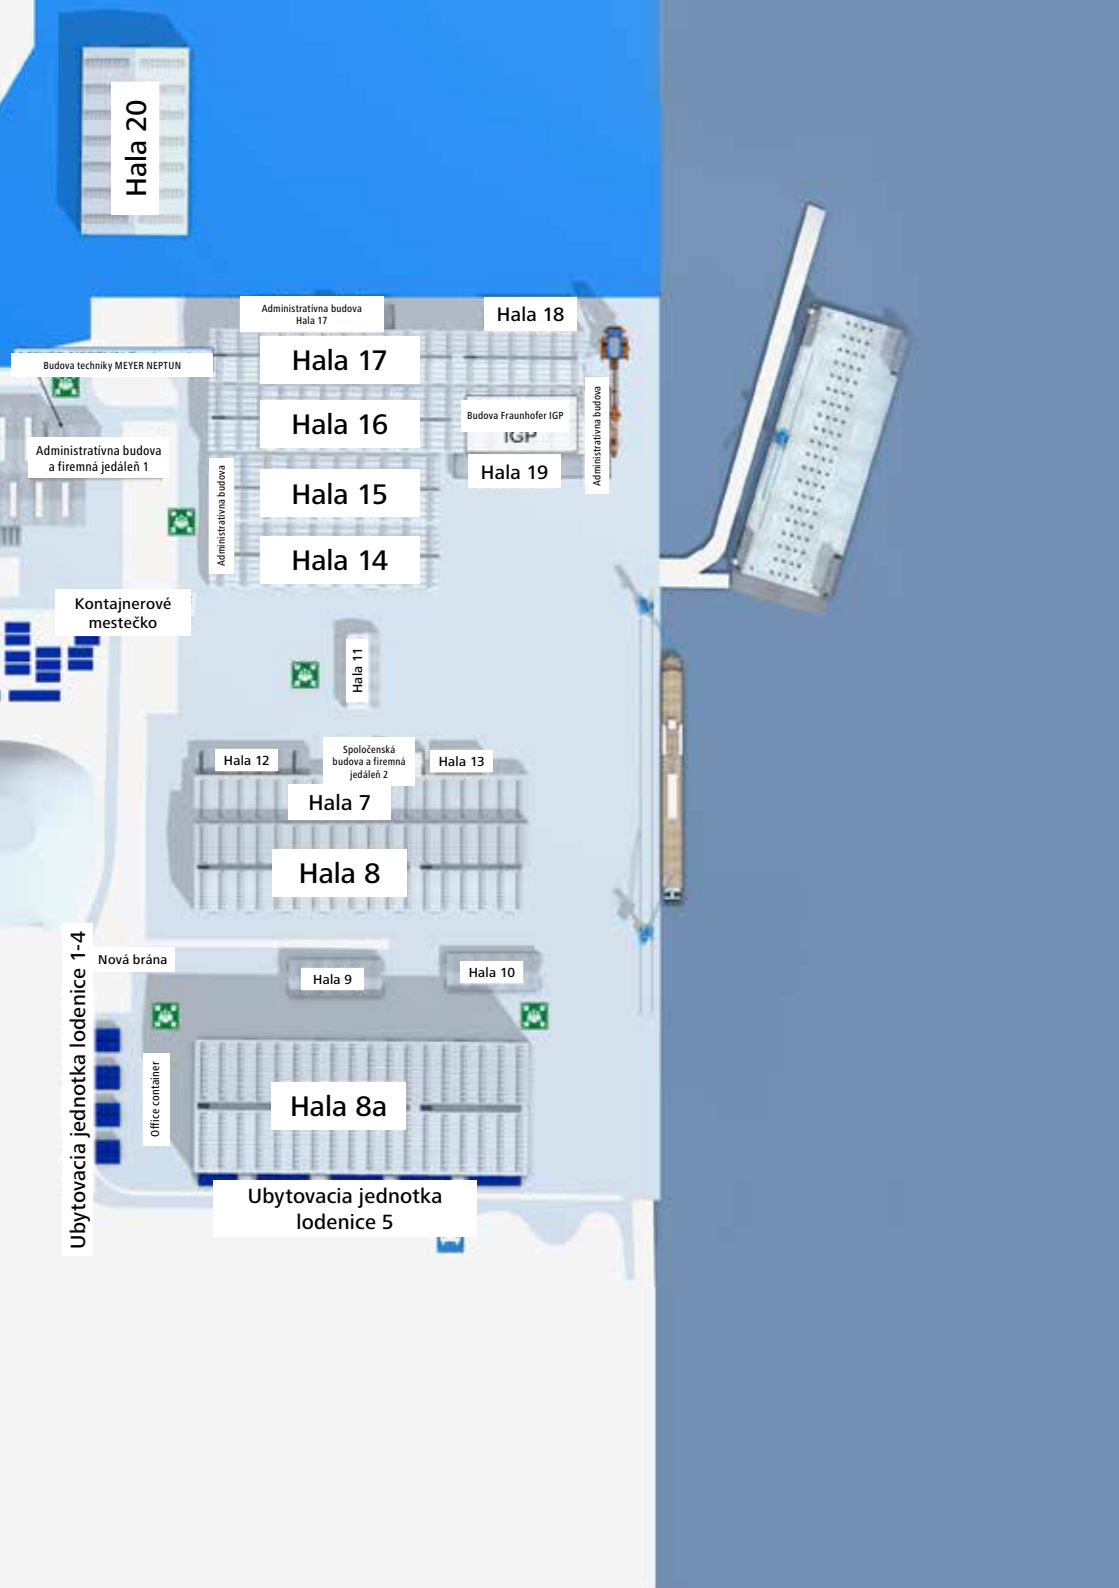 Hala 20
Administratívna budova
Hala 17
Hala 18
Hala 17
Budova techniky MEYER NEPTUN
Hala 16
Budova Fraunhofer IGP
IGP
Administratívna budova
Administratívna budova
a firemná jedáleň 1
Hala 19
Hala 15
Administratívna budova
Hala 14
Kontajnerové
mestečko
Hala 11
Hala 12
Spoločenská
budova a firemná
jedáleň 2
Hala 13
Hala 7
Hala 8
Ubytovacia jednotka lodenice 1-4
Nová brána
Hala 9
Hala 10
Office container
Hala 8a
Ubytovacia jednotka
lodenice 5